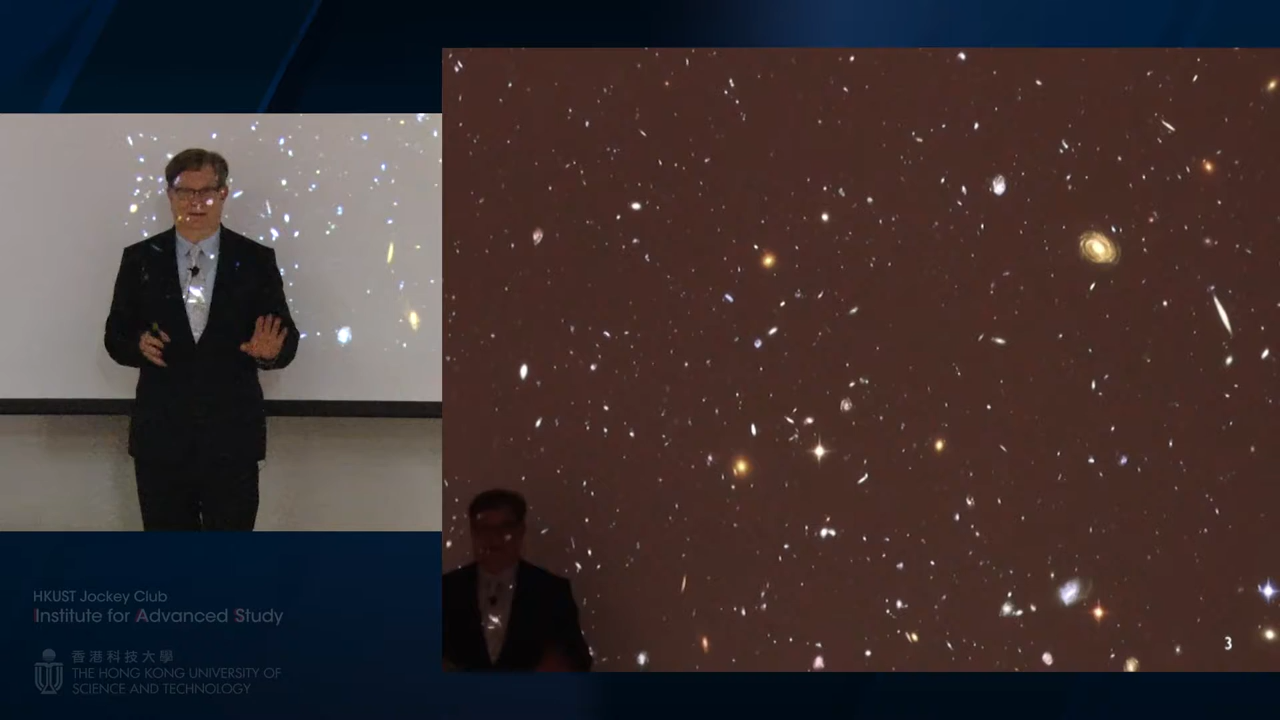 HKUST Jockey Club
Institute for Advanced Study
香港科技大學
THE HONG KONG UNIVERSITY OF
SCIENCE AND TECHNOLOGY
3